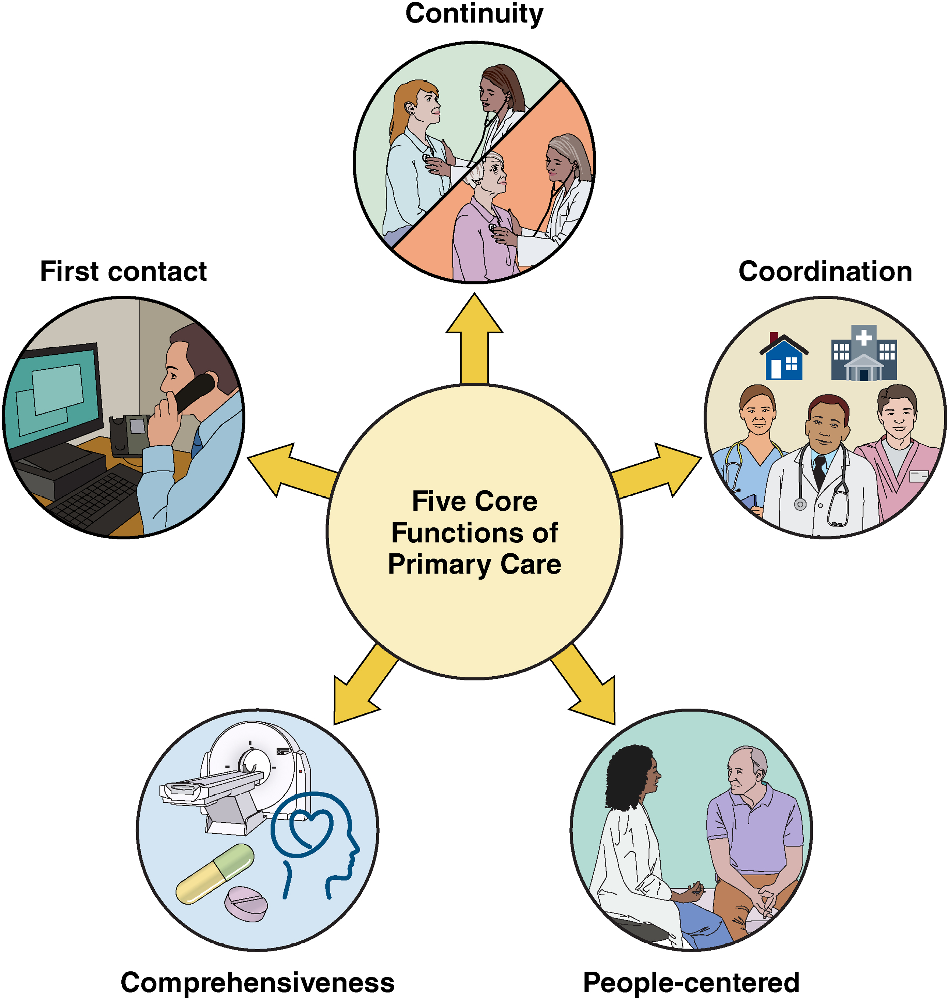 Continuity
First contact
Coordination
Five Core
Functions of
Primary Care
Comprehensiveness
People-centered